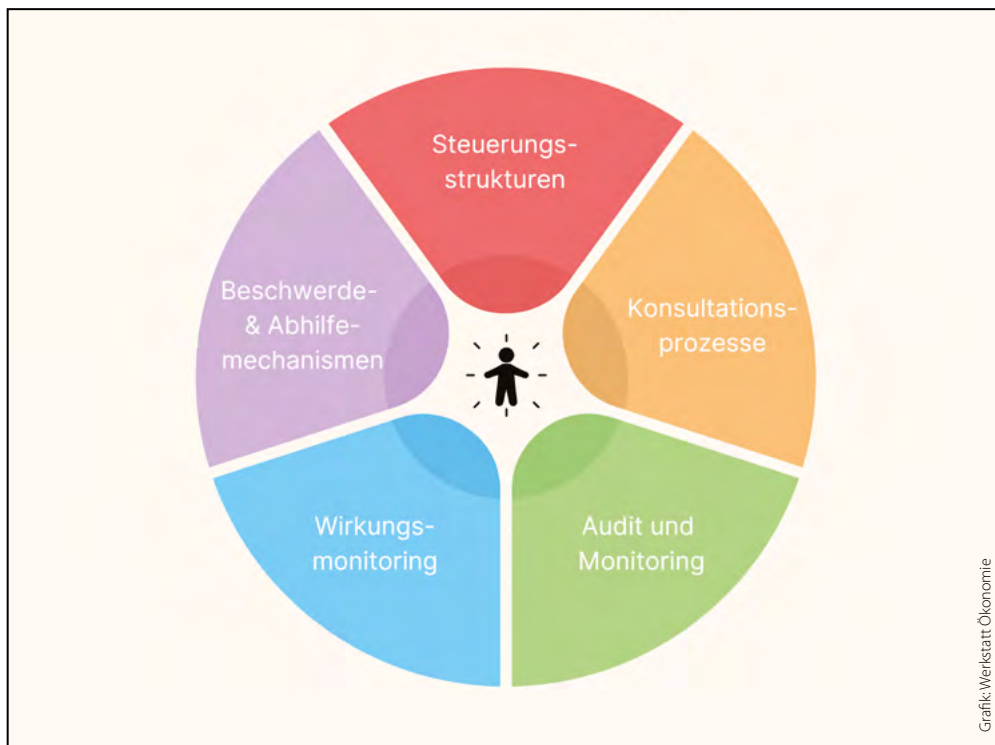 Steuerungs-
strukturen
Konsultations-
prozesse
Audit und
Monitoring
Wirkungs-
monitoring
Beschwerde-
& Abhilfe-
mechanismen
Grafik: Werkstatt Ökonomie